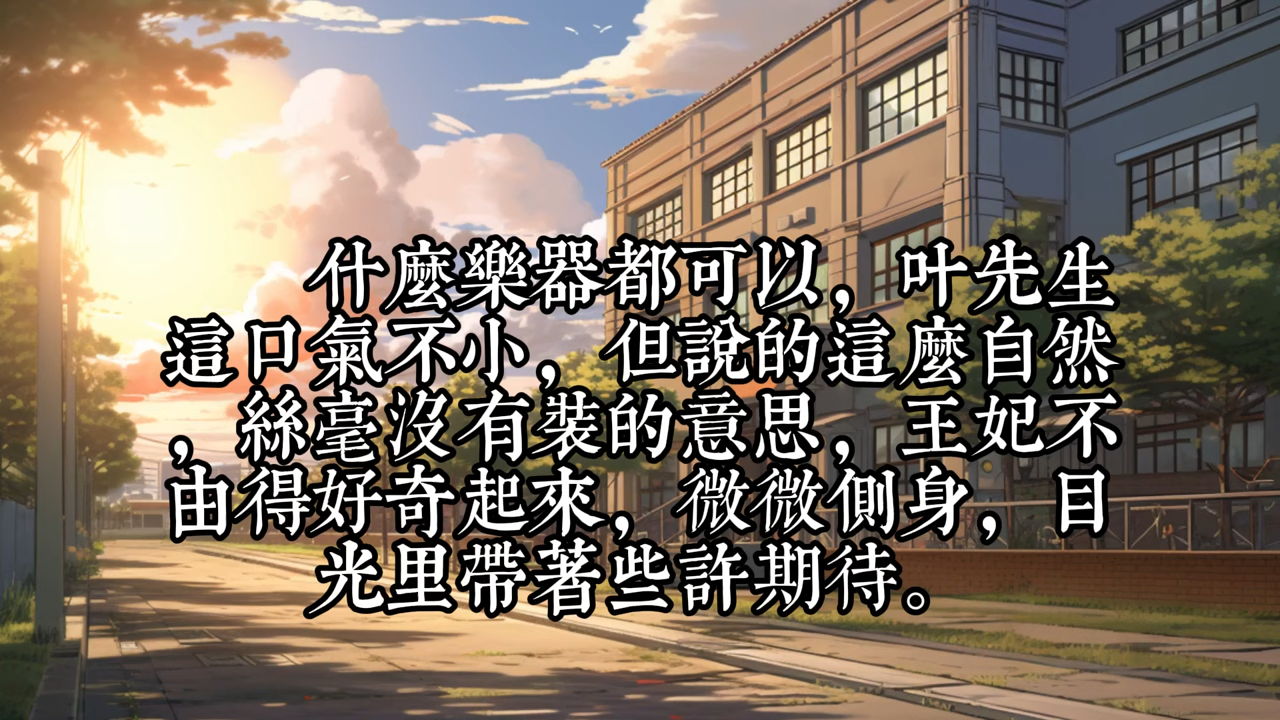 什麼樂器都可以，叶先生
這口氣不小，但說的這麼自然
，絲毫沒有裝的意思，王妃不
由得好奇起來，微微側身，目
光里帶著些許期待。